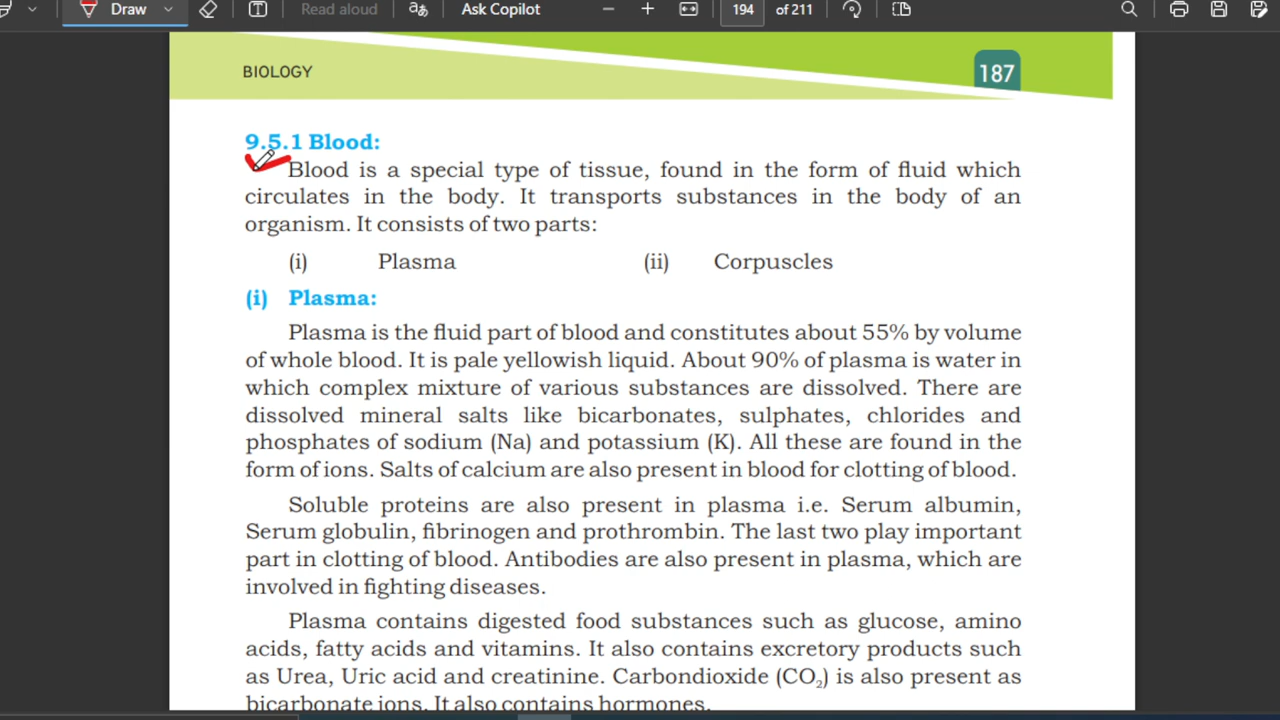 Draw
Read aloud
aあ
Ask Copilot
194 of 211
BIOLOGY
187
9.5.1 Blood:
Blood is a special type of tissue, found in the form of fluid which
circulates in the body. It transports substances in the body of an
organism. It consists of two parts:
(i) Plasma (ii) Corpuscles
(i) Plasma:
Plasma is the fluid part of blood and constitutes about 55% by volume
of whole blood. It is pale yellowish liquid. About 90% of plasma is water in
which complex mixture of various substances are dissolved. There are
dissolved mineral salts like bicarbonates, sulphates, chlorides and
phosphates of sodium (Na) and potassium (K). All these are found in the
form of ions. Salts of calcium are also present in blood for clotting of blood.
Soluble proteins are also present in plasma i.e. Serum albumin,
Serum globulin, fibrinogen and prothrombin. The last two play important
part in clotting of blood. Antibodies are also present in plasma, which are
involved in fighting diseases.
Plasma contains digested food substances such as glucose, amino
acids, fatty acids and vitamins. It also contains excretory products such
as Urea, Uric acid and creatinine. Carbondioxide (CO₂) is also present as
bicarbonate ions. It also contains hormones.